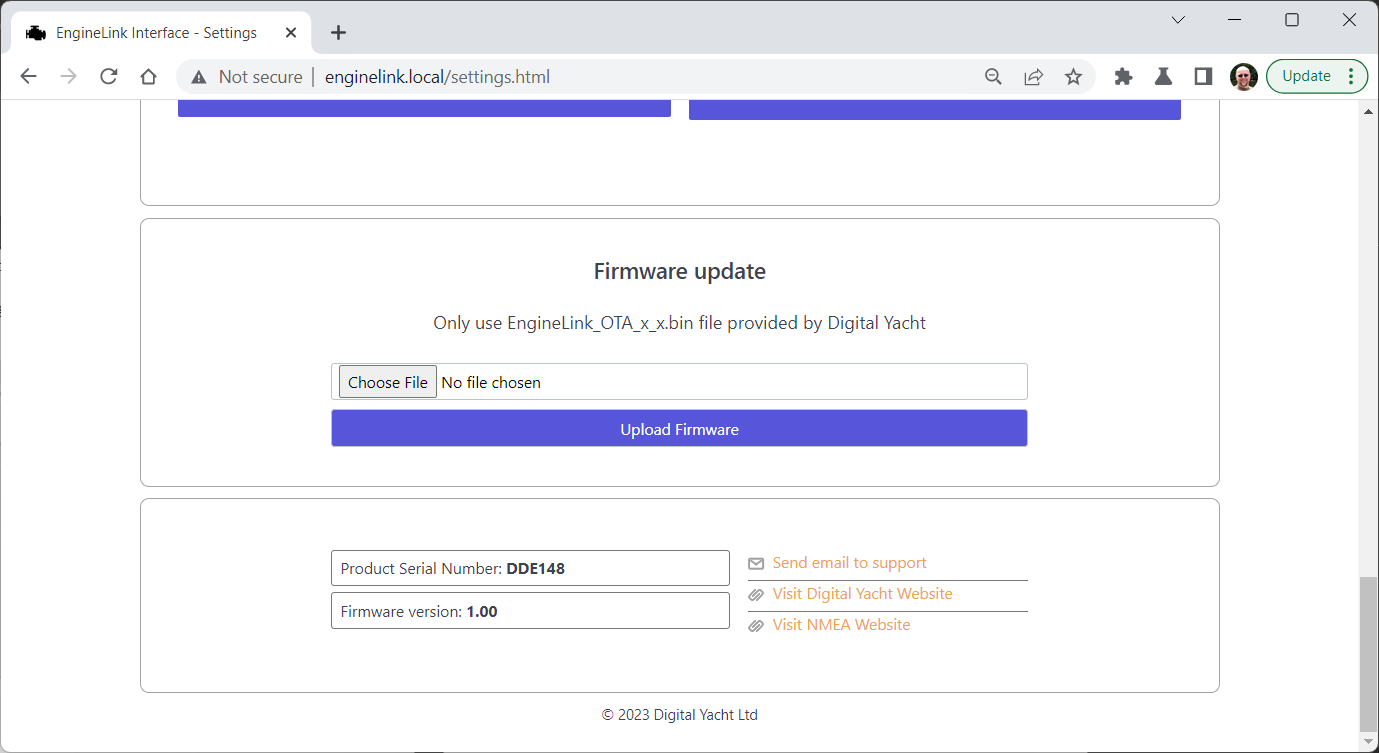 EngineLink Interface - Settings
Not secure | enginelink.local/settings.html
Update
Firmware update
Only use EngineLink_OTA_x_x.bin file provided by Digital Yacht
Choose File No file chosen
Upload Firmware
Product Serial Number: DDE148
Firmware version: 1.00
Send email to support
Visit Digital Yacht Website
Visit NMEA Website
© 2023 Digital Yacht Ltd